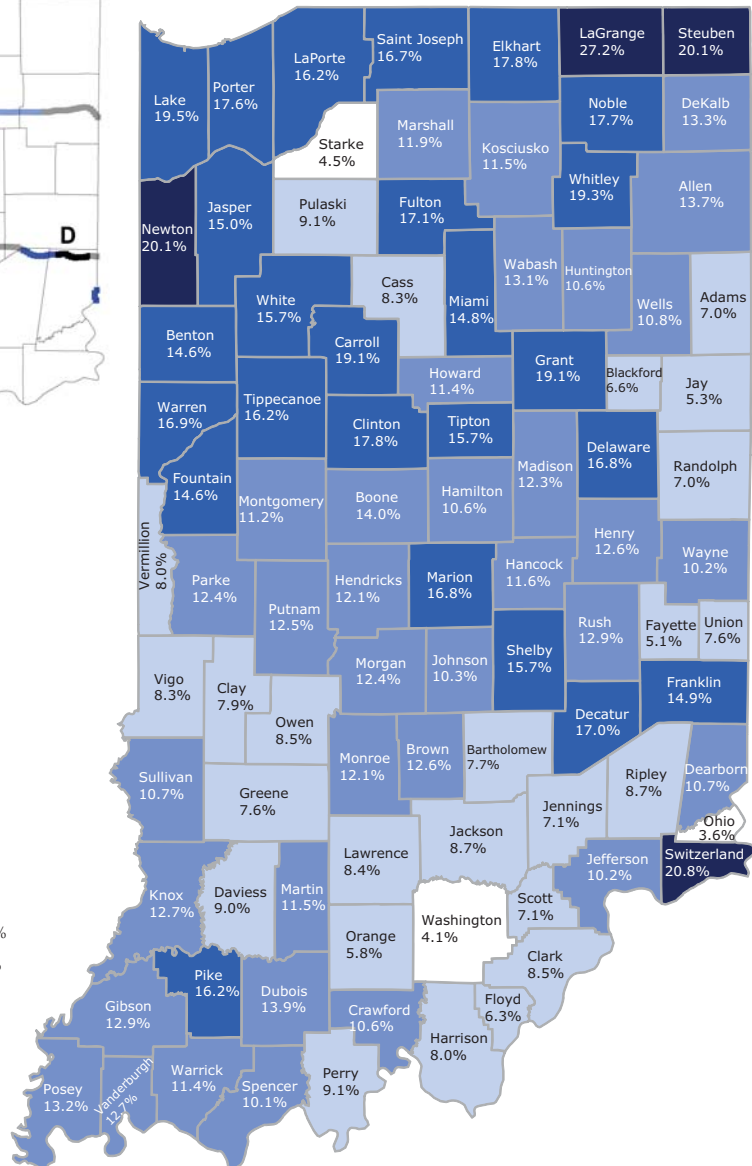 D
Saint Joseph
16.7%
Elkhart
17.8%
LaGrange
27.2%
Steuben
20.1%
LaPorte
16.2%
Lake
19.5%
Porter
17.6%
Noble
17.7%
DeKalb
13.3%
Marshall
11.9%
Starke
4.5%
Kosciusko
11.5%
Whitley
19.3%
Allen
13.7%
Newton
20.1%
Jasper
15.0%
Pulaski
9.1%
Fulton
17.1%
Wabash
13.1%
Huntington
10.6%
Cass
8.3%
White
15.7%
Miami
14.8%
Wells
10.8%
Adams
7.0%
Benton
14.6%
Carroll
19.1%
Grant
19.1%
Howard
11.4%
Blackford
6.6%
Jay
5.3%
Warren
16.9%
Tippecanoe
16.2%
Clinton
17.8%
Tipton
15.7%
Delaware
16.8%
Randolph
7.0%
Madison
12.3%
Fountain
14.6%
Montgomery
11.2%
Boone
14.0%
Hamilton
10.6%
Vermillion
8.0%
Henry
12.6%
Wayne
10.2%
Parke
12.4%
Hendricks
12.1%
Marion
16.8%
Hancock
11.6%
Putnam
12.5%
Rush
12.9%
Fayette
5.1%
Union
7.6%
Morgan
12.4%
Johnson
10.3%
Shelby
15.7%
Vigo
8.3%
Clay
7.9%
Franklin
14.9%
Owen
8.5%
Decatur
17.0%
Sullivan
10.7%
Greene
7.6%
Monroe
12.1%
Brown
12.6%
Bartholomew
7.7%
Ripley
8.7%
Dearborn
10.7%
Jennings
7.1%
Ohio
3.6%
Jackson
8.7%
Lawrence
8.4%
Jefferson
10.2%
Switzerland
20.8%
Knox
12.7%
Daviess
9.0%
Martin
11.5%
Scott
7.1%
Washington
4.1%
Orange
5.8%
%
Clark
8.5%
Pike
16.2%
Dubois
13.9%
Gibson
12.9%
Crawford
10.6%
Floyd
6.3%
Harrison
8.0%
Posey
13.2%
Vanderburgh
12.7%
Warrick
11.4%
Spencer
10.1%
Perry
9.1%